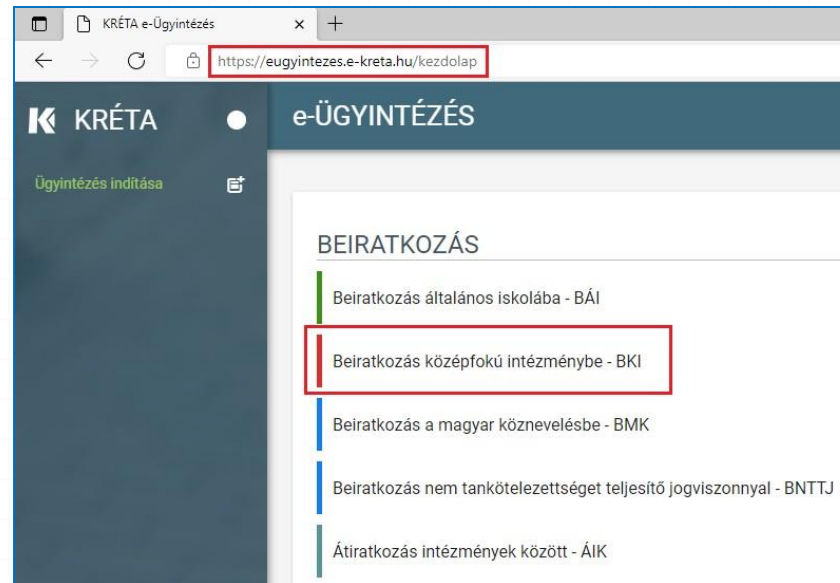 KRÉTA e-Ügyintézés
https://eugyintezes.e-kreta.hu/kezdolap
KRÉTA
e-ÜGYINTÉZÉS
Ügyintézés indítása
BEIRATKOZÁS
Beiratkozás általános iskolába - BÁI
Beiratkozás középfokú intézménybe - BKI
Beiratkozás a magyar köznevelésbe - BMK
Beiratkozás nem tankötelezettséget teljesítő jogviszonnyal - BNTTJ
Átiratkozás intézmények között - ÁIK